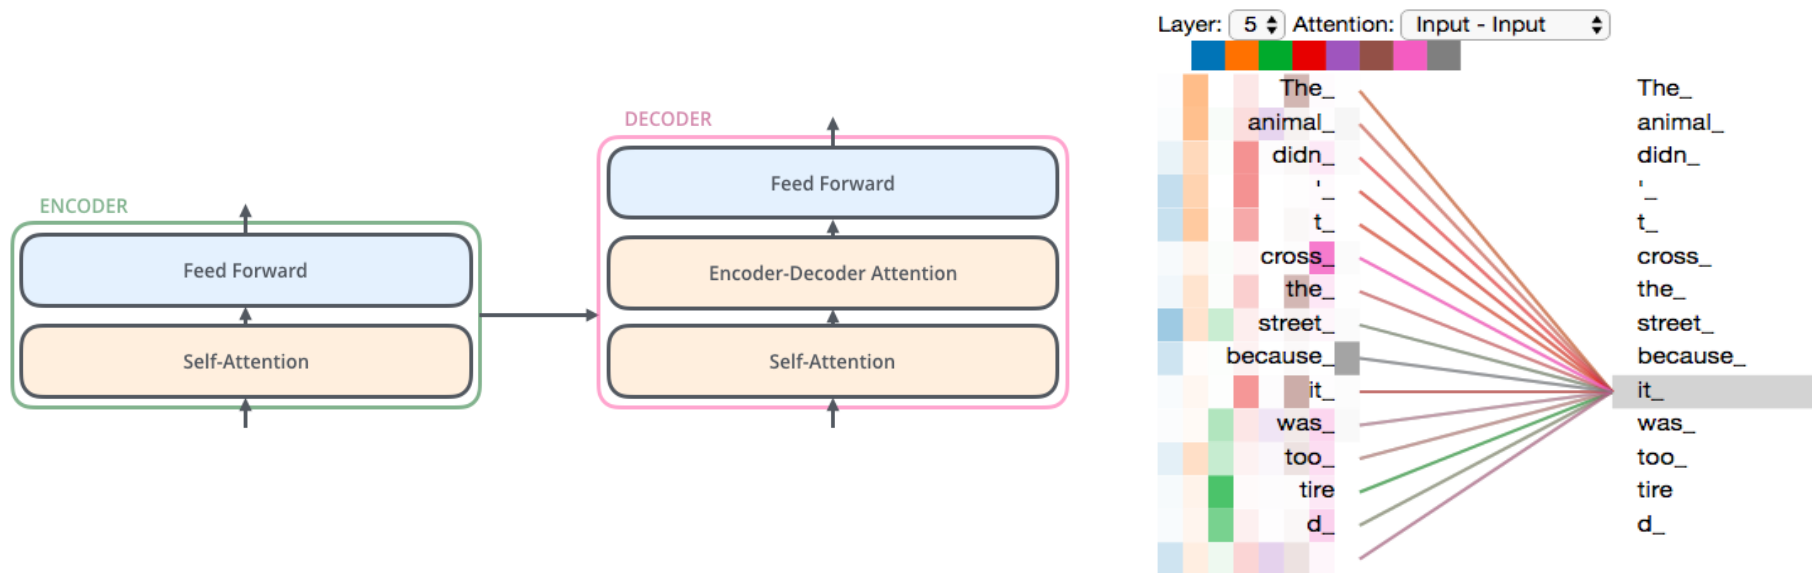 ENCODER
Feed Forward
Self-Attention
DECODER
Feed Forward
Encoder-Decoder Attention
Self-Attention
Layer: 5 Attention: Input - Input
The_ The_
animal_ animal_
didn_ didn_
'_ '_
t_ t_
cross_ cross_
the_ the_
street_ street_
because_ because_
it_ it_
was_ was_
too_ too_
tire tire
d_ d_